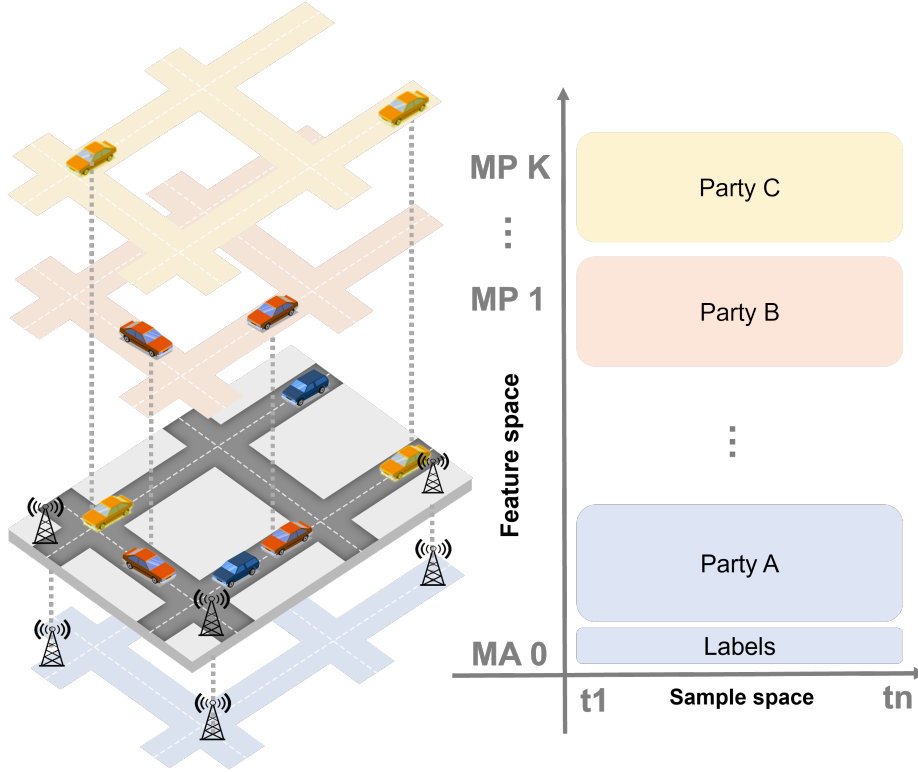 MP K
Party C
⋮
MP 1
Party B
⋮
Feature space
Party A
MA 0
Labels
t1
Sample space
tn